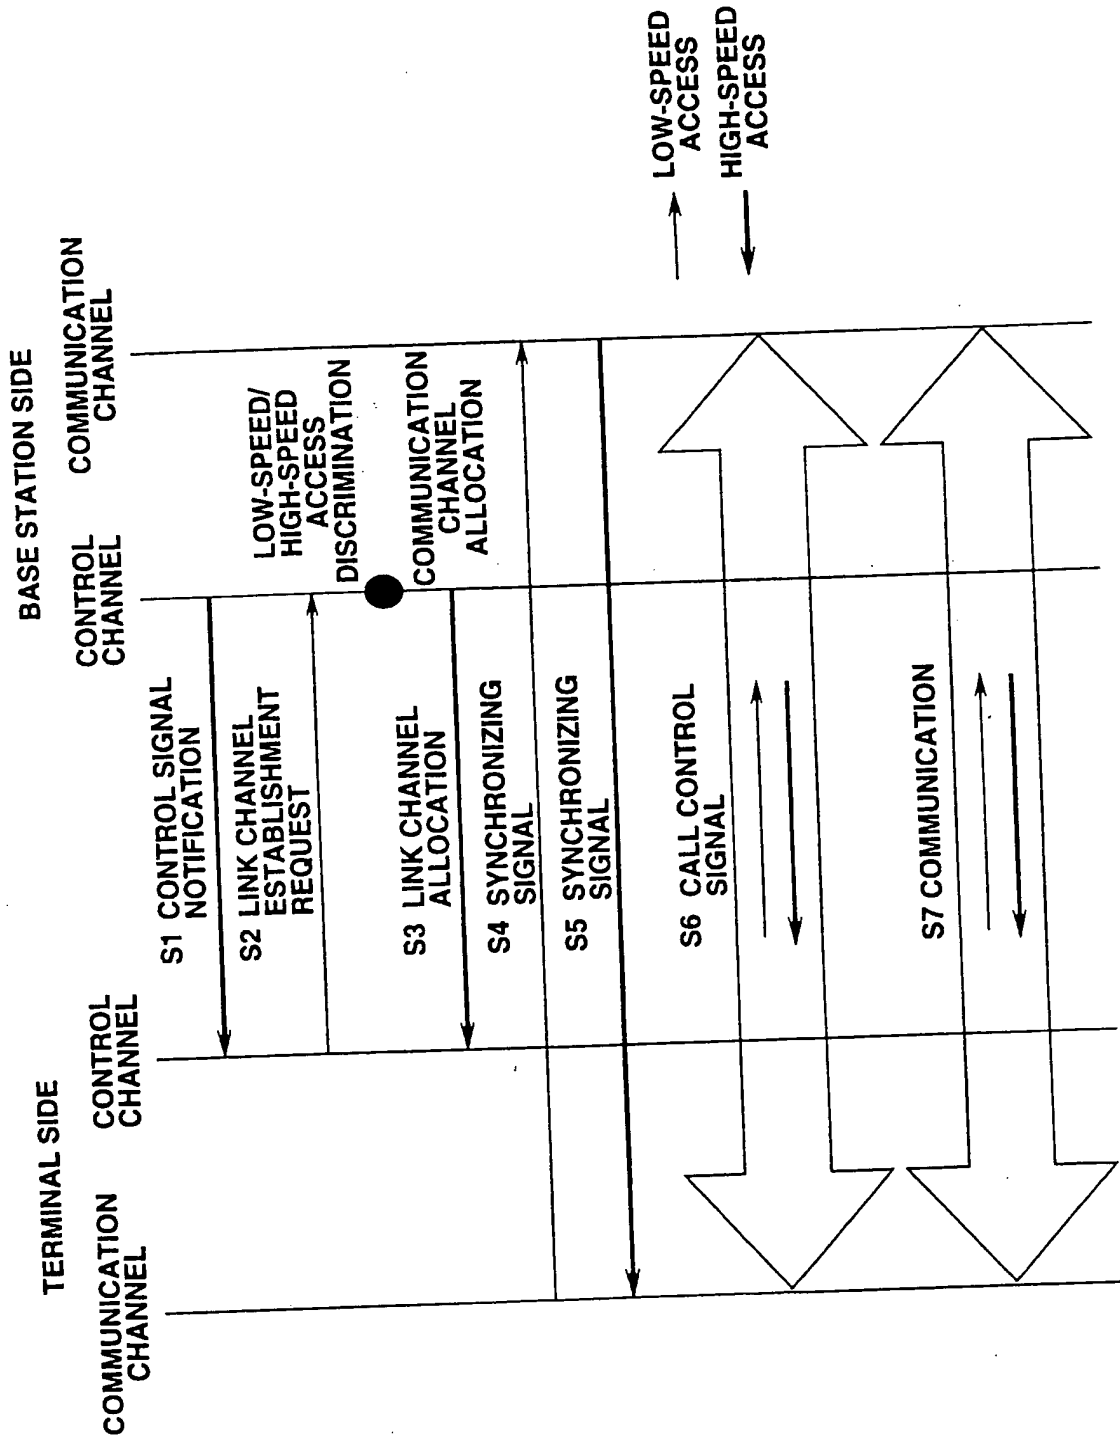 TERMINAL SIDE
BASE STATION SIDE
COMMUNICATION
CHANNEL
CONTROL
CHANNEL
CONTROL
CHANNEL
COMMUNICATION
CHANNEL
S1 CONTROL SIGNAL
NOTIFICATION
S2 LINK CHANNEL
ESTABLISHMENT
REQUEST
LOW-SPEED/
HIGH-SPEED
ACCESS
DISCRIMINATION
S3 LINK CHANNEL
ALLOCATION
COMMUNICATION
CHANNEL
ALLOCATION
S4 SYNCHRONIZING
SIGNAL
S5 SYNCHRONIZING
SIGNAL
S6 CALL CONTROL
SIGNAL
S7 COMMUNICATION
LOW-SPEED
ACCESS
HIGH-SPEED
ACCESS